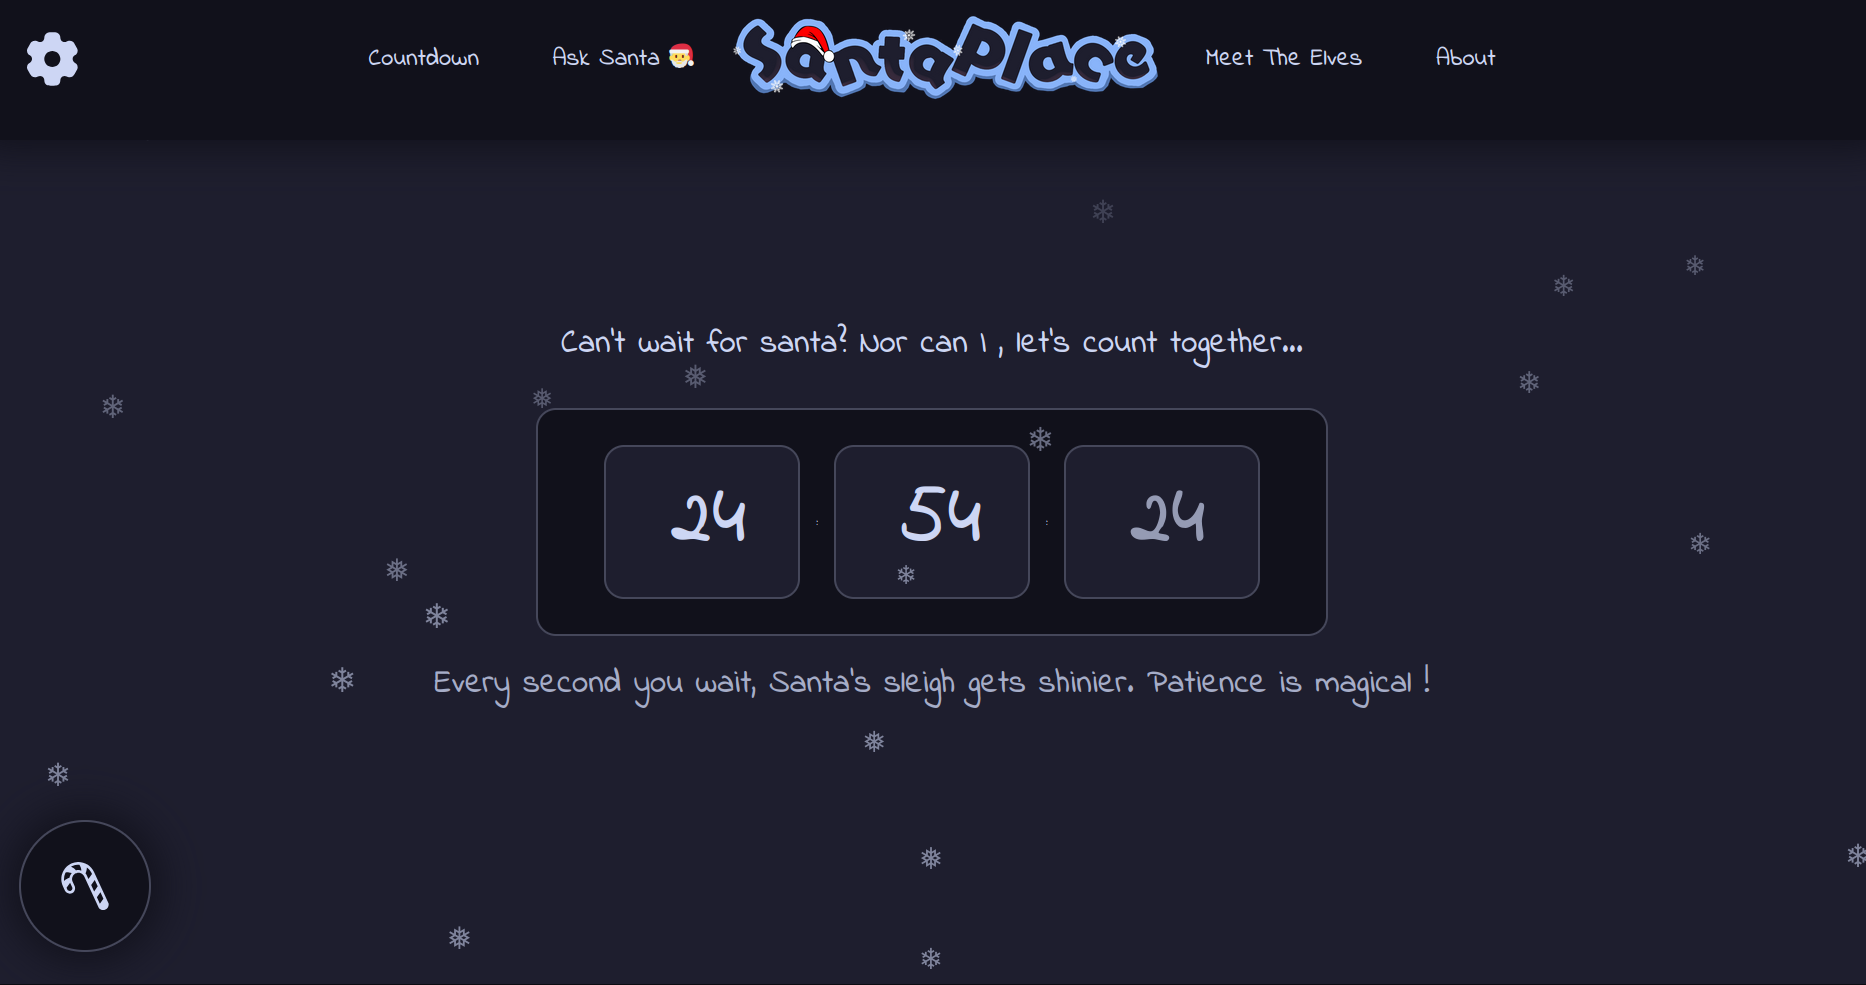 Countdown
Ask Santa 🎅
SantaPlace
Meet The Elves
About
Can't wait for santa? Nor can I , let's count together...
24 : 54 : 24
Every second you wait, Santa's sleigh gets shinier. Patience is magical !